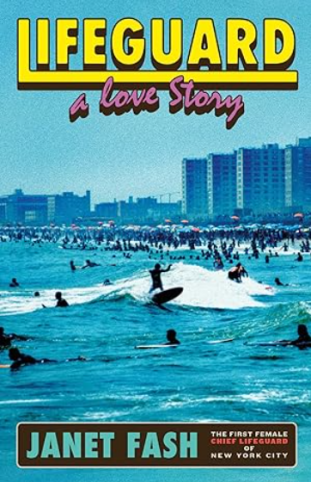 LIFEGUARD
a love Story
JANET FASH
THE FIRST FEMALE
CHIEF LIFEGUARD
OF
NEW YORK CITY